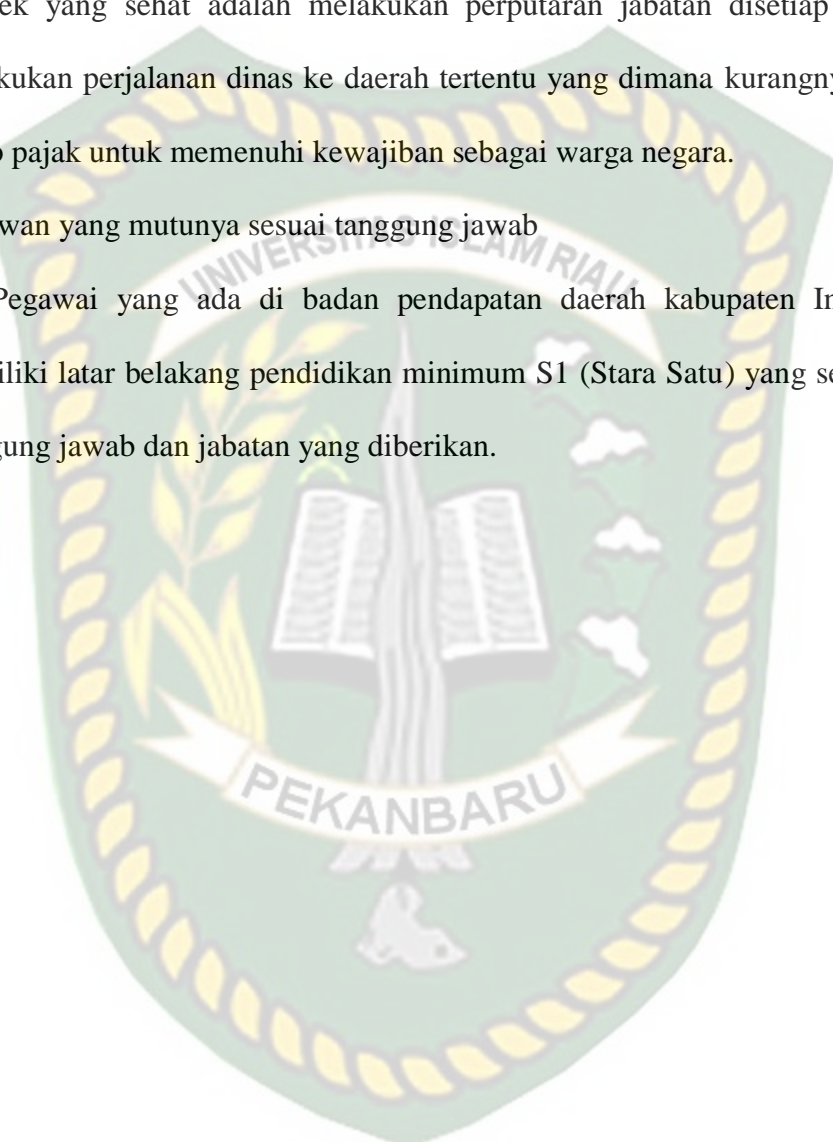 ek yang sehat adalah melakukan perputaran jabatan disetiap
kukan perjalanan dinas ke daerah tertentu yang dimana kurangny
pajak untuk memenuhi kewajiban sebagai warga negara.
wan yang mutunya sesuai tanggung jawab
UNIVERSITAS ISLAM RIAU
Pegawai yang ada di badan pendapatan daerah kabupaten In
iliki latar belakang pendidikan minimum S1 (Stara Satu) yang se
gung jawab dan jabatan yang diberikan.
PEKANBARU